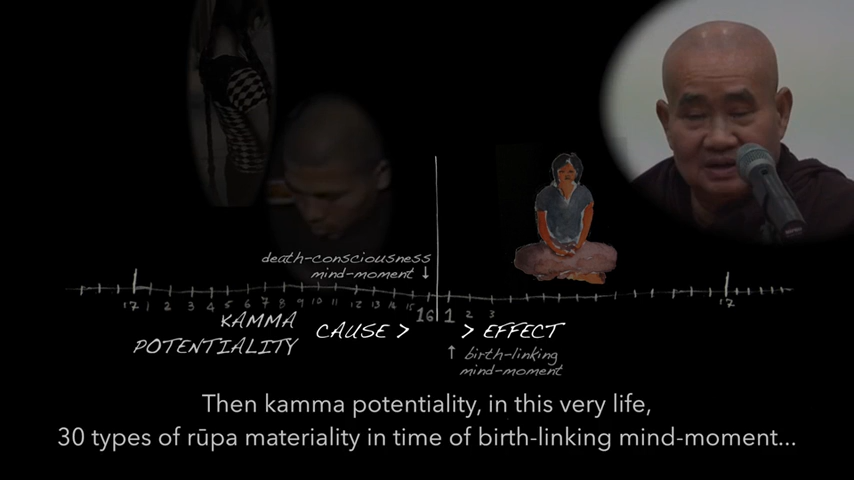 death-consciousness
mind-moment ↓
17 1 2 3 4 5 6 7 8 9 10 11 12 13 14 15 16 1 2 3 17
KAMMA
POTENTIALITY
CAUSE >
> EFFECT
↑ birth-linking
mind-moment
Then kamma potentiality, in this very life,
30 types of rūpa materiality in time of birth-linking mind-moment...